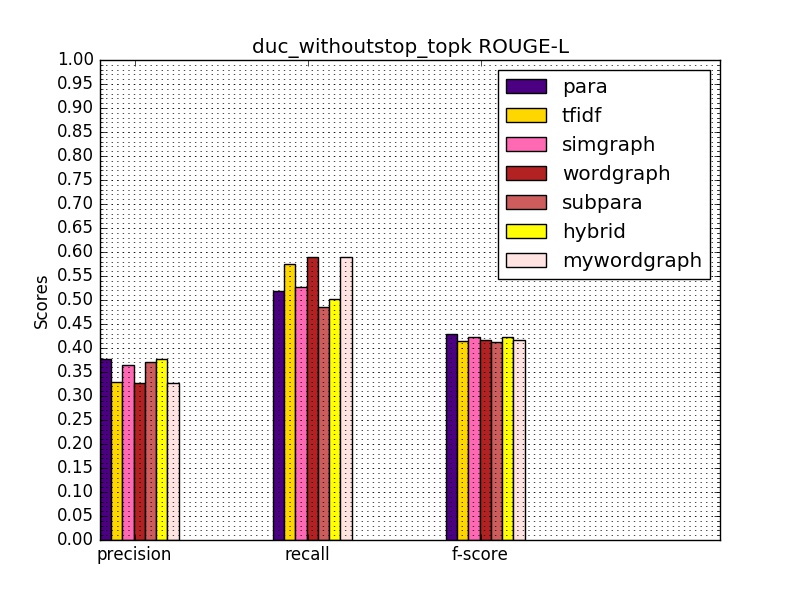 duc_withoutstop_topk ROUGE-L
1.00
0.95
0.90
0.85
0.80
0.75
0.70
0.65
0.60
0.55
0.50
0.45
0.40
0.35
0.30
0.25
0.20
0.15
0.10
0.05
0.00
Scores
para
tfidf
simgraph
wordgraph
subpara
hybrid
mywordgraph
precision
recall
f-score